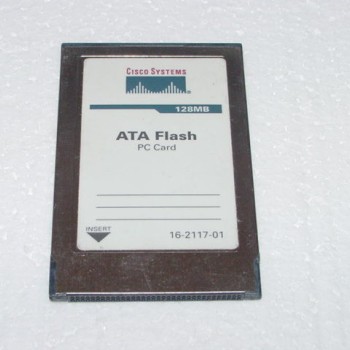 CISCO SYSTEMS
128MB
ATA Flash
PC Card
INSERT
16-2117-01